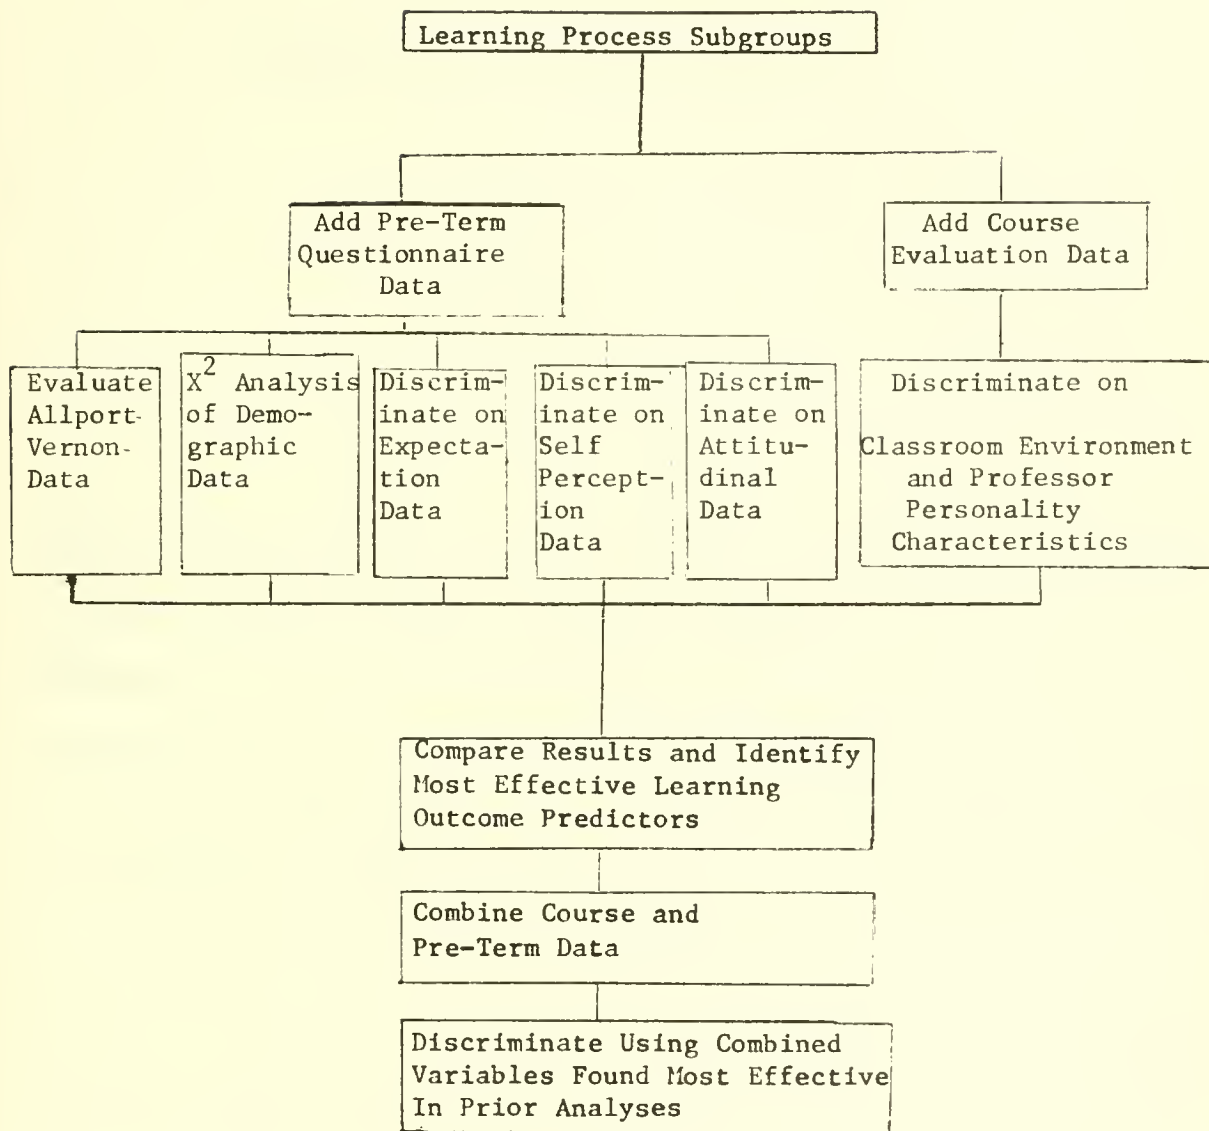 Learning Process Subgroups
Add Pre-Term
Questionnaire
Data
Add Course
Evaluation Data
Evaluate
Allport-
Vernon-
Data
X² Analysis
of Demo-
graphic
Data
Discrim-
inate on
Expecta-
tion
Data
Discrim-
inate on
Self
Percept-
ion
Data
Discrim-
inate on
Attitu-
dinal
Data
Discriminate on
Classroom Environment
and Professor
Personality
Characteristics
Compare Results and Identify
Most Effective Learning
Outcome Predictors
Combine Course and
Pre-Term Data
Discriminate Using Combined
Variables Found Most Effective
In Prior Analyses